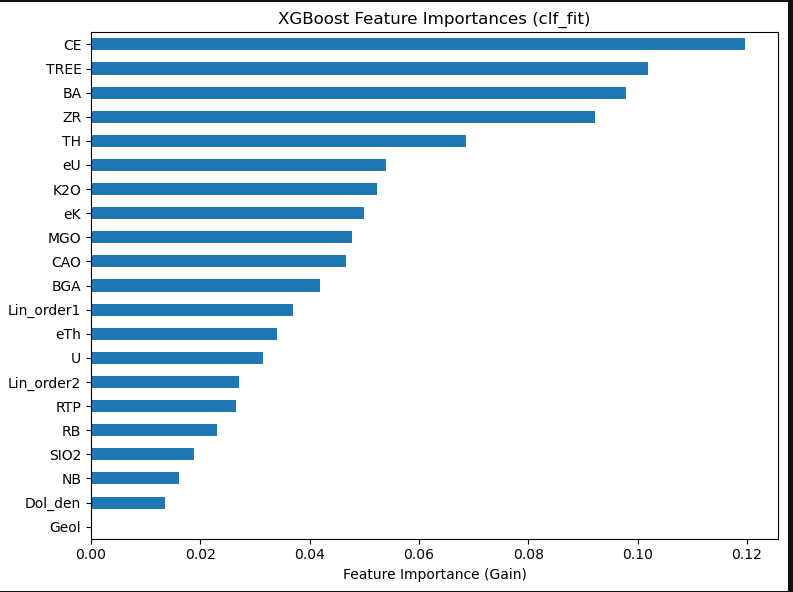 XGBoost Feature Importances (clf_fit)
CE
TREE
BA
ZR
TH
eU
K2O
eK
MGO
CAO
BGA
Lin_order1
eTh
U
Lin_order2
RTP
RB
SIO2
NB
Dol_den
Geol
0.00 0.02 0.04 0.06 0.08 0.10 0.12
Feature Importance (Gain)